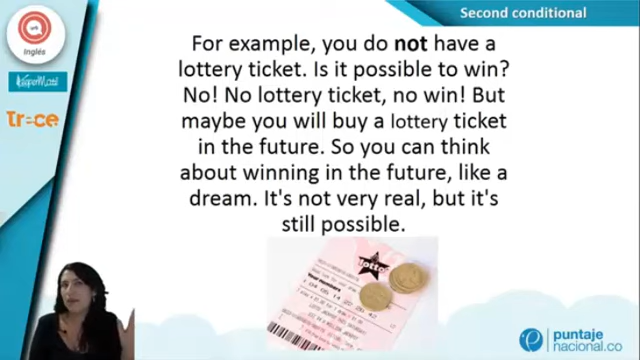 Second conditional
Inglés
Tr=ce
For example, you do not have a
lottery ticket. Is it possible to win?
No! No lottery ticket, no win! But
maybe you will buy a lottery ticket
in the future. So you can think
about winning in the future, like a
dream. It's not very real, but it's
still possible.
lotto
puntaje
nacional.co